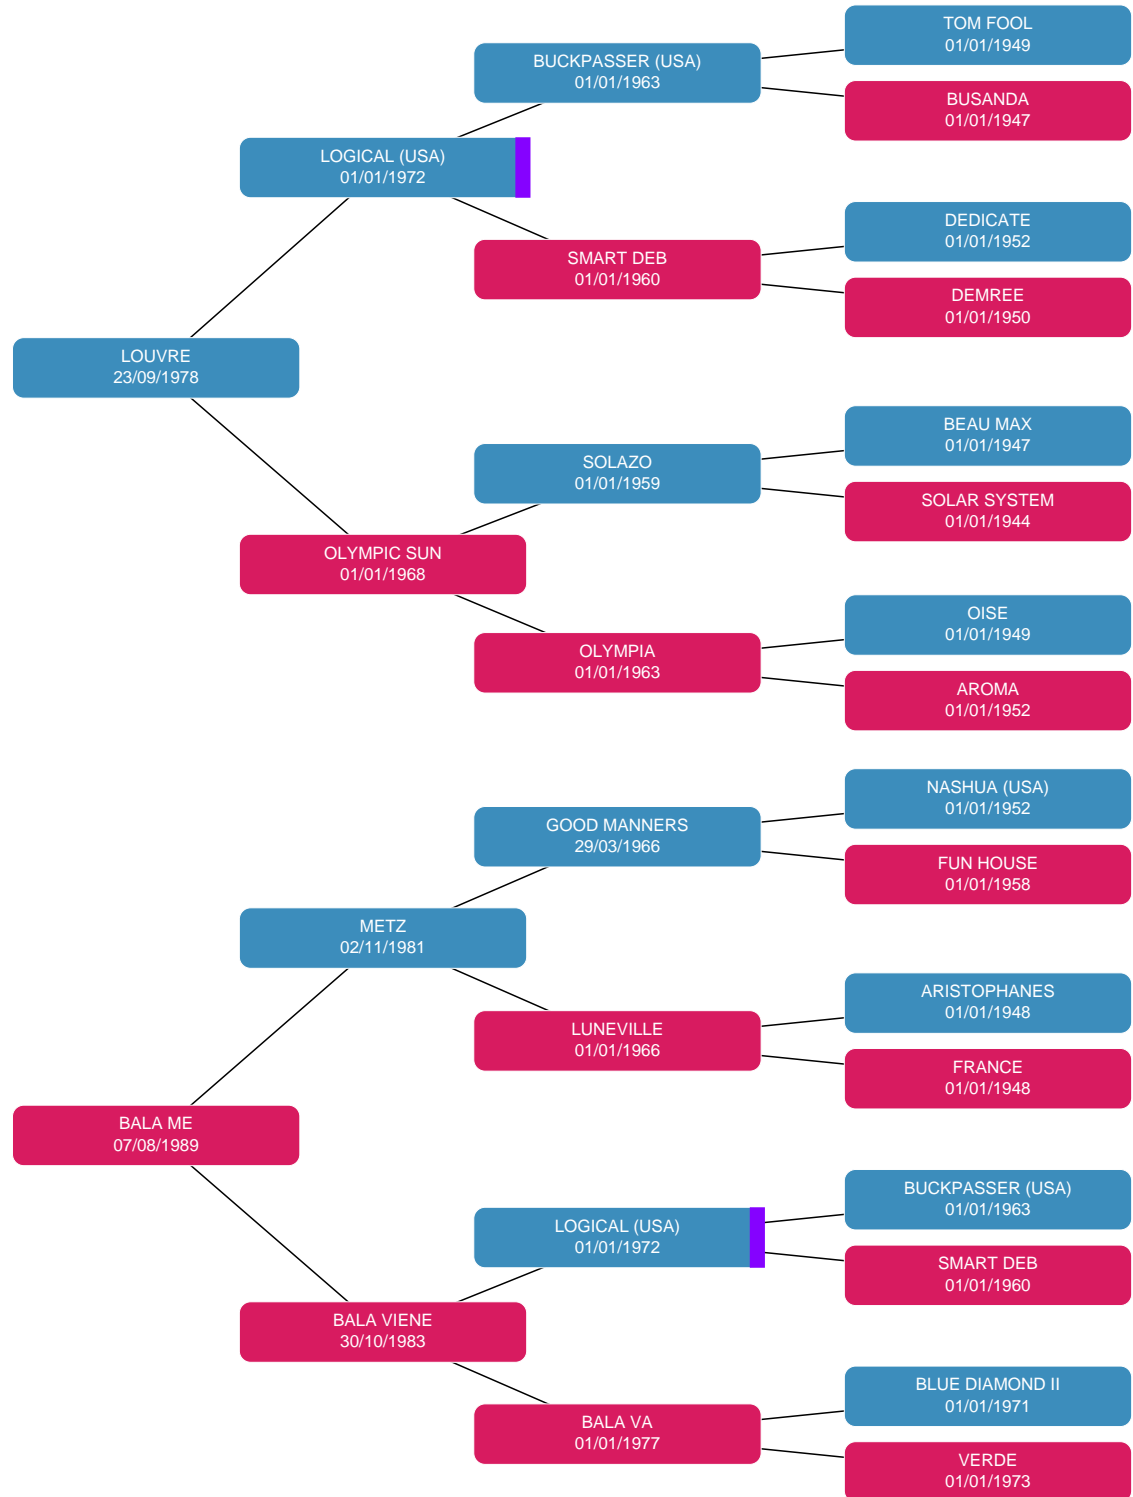 TOM FOOL
01/01/1949
BUCKPASSER (USA)
01/01/1963
BUSANDA
01/01/1947
LOGICAL (USA)
01/01/1972
DEDICATE
01/01/1952
SMART DEB
01/01/1960
DEMREE
01/01/1950
LOUVRE
23/09/1978
BEAU MAX
01/01/1947
SOLAZO
01/01/1959
SOLAR SYSTEM
01/01/1944
OLYMPIC SUN
01/01/1968
OISE
01/01/1949
OLYMPIA
01/01/1963
AROMA
01/01/1952
NASHUA (USA)
01/01/1952
GOOD MANNERS
29/03/1966
FUN HOUSE
01/01/1958
METZ
02/11/1981
ARISTOPHANES
01/01/1948
LUNEVILLE
01/01/1966
FRANCE
01/01/1948
BALA ME
07/08/1989
BUCKPASSER (USA)
01/01/1963
LOGICAL (USA)
01/01/1972
SMART DEB
01/01/1960
BALA VIENE
30/10/1983
BLUE DIAMOND II
01/01/1971
BALA VA
01/01/1977
VERDE
01/01/1973